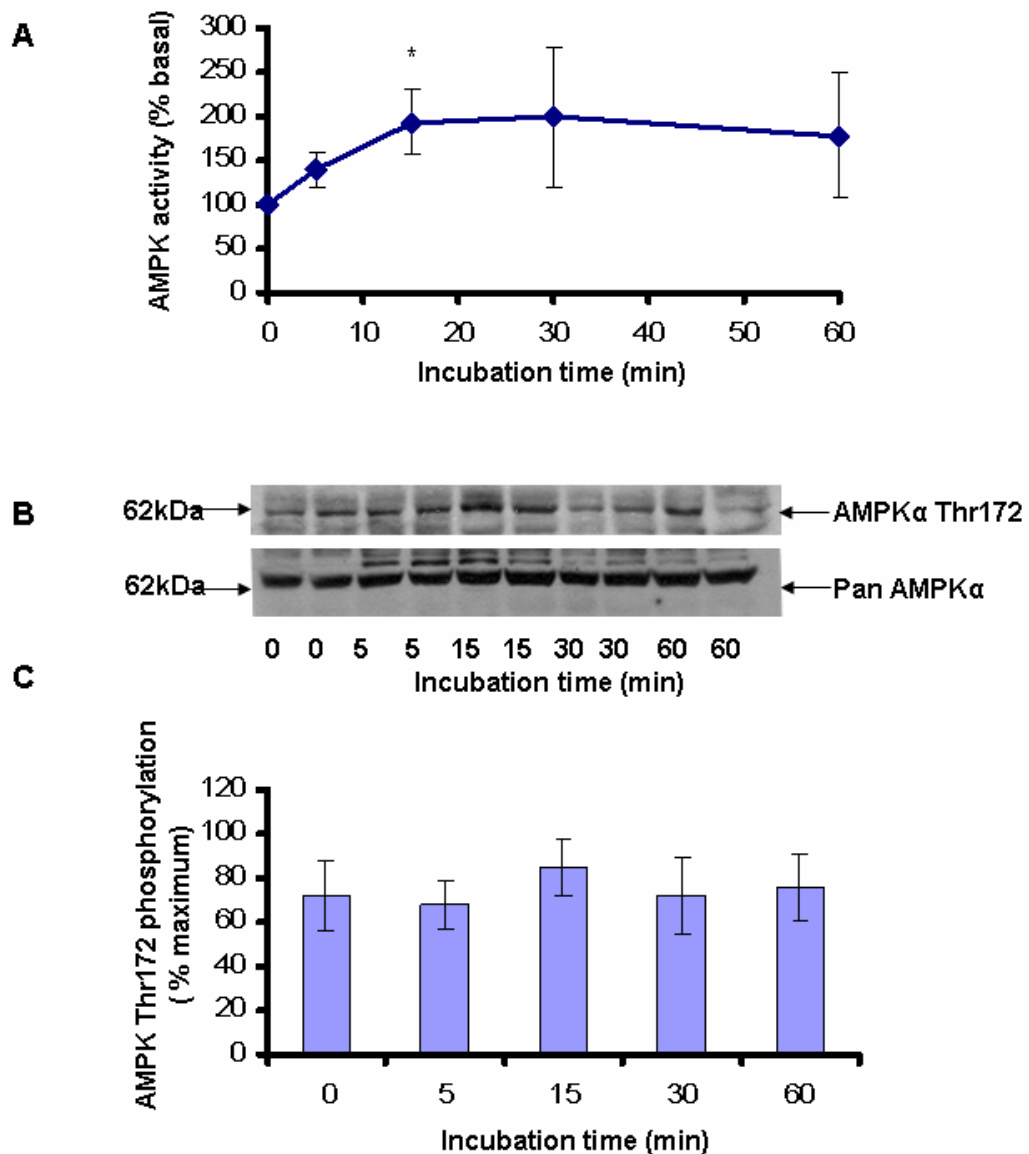 A
AMPK activity (% basal)
300
250
200
150
100
50
0
*
0 10 20 30 40 50 60
Incubation time (min)
B
62kDa
AMPKα Thr172
62kDa
Pan AMPKα
0 0 5 5 15 15 30 30 60 60
Incubation time (min)
C
AMPK Thr172 phosphorylation
( % maximum)
120
100
80
60
40
20
0
0 5 15 30 60
Incubation time (min)